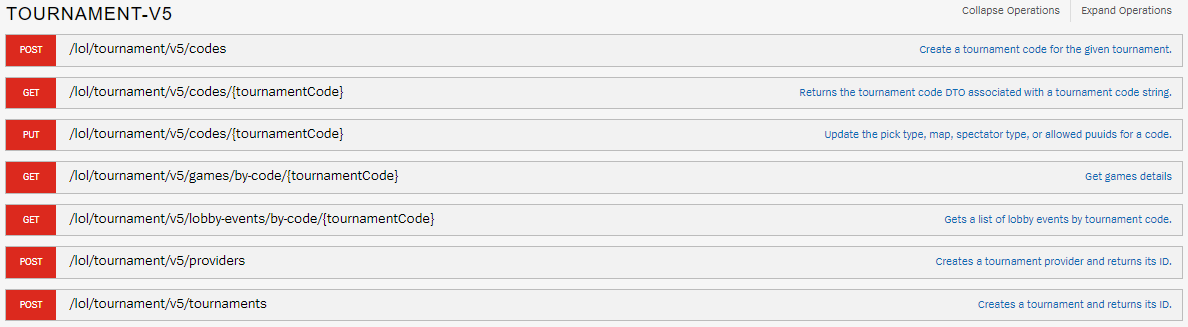 TOURNAMENT-V5
Collapse Operations Expand Operations
POST /lol/tournament/v5/codes Create a tournament code for the given tournament.
GET /lol/tournament/v5/codes/{tournamentCode} Returns the tournament code DTO associated with a tournament code string.
PUT /lol/tournament/v5/codes/{tournamentCode} Update the pick type, map, spectator type, or allowed puuids for a code.
GET /lol/tournament/v5/games/by-code/{tournamentCode} Get games details
GET /lol/tournament/v5/lobby-events/by-code/{tournamentCode} Gets a list of lobby events by tournament code.
POST /lol/tournament/v5/providers Creates a tournament provider and returns its ID.
POST /lol/tournament/v5/tournaments Creates a tournament and returns its ID.